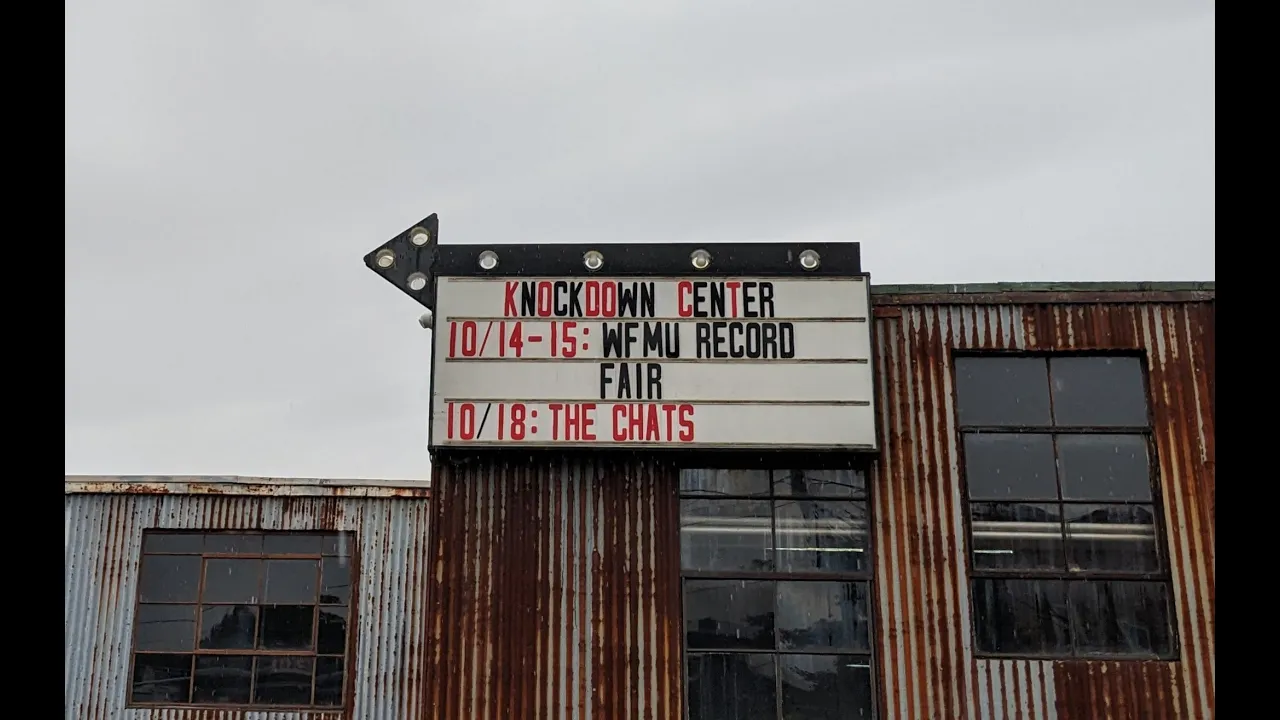 KNOCKDOWN CENTER
10/14-15: WFMU RECORD
FAIR
10/18: THE CHATS